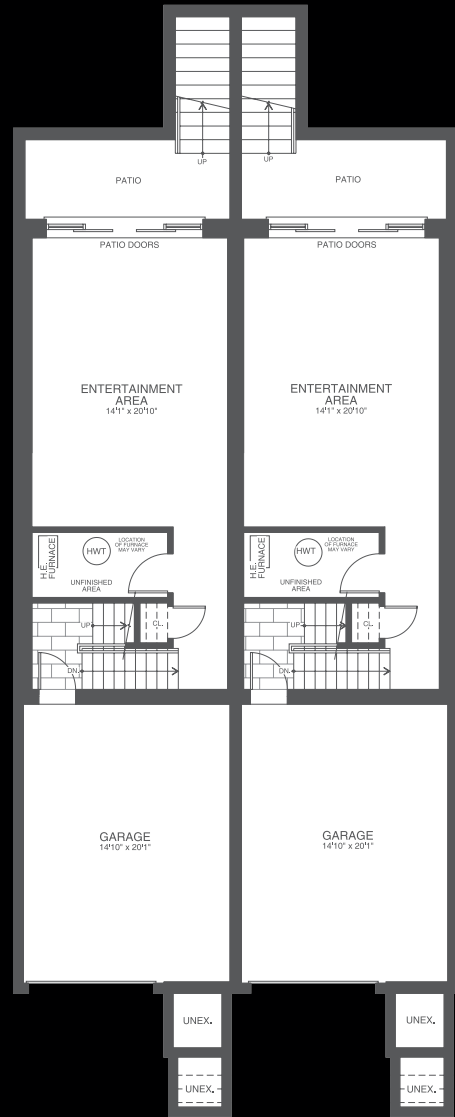 UP
UP
PATIO
PATIO
PATIO DOORS
PATIO DOORS
ENTERTAINMENT
AREA
14'1" x 20'10"
ENTERTAINMENT
AREA
14'1" x 20'10"
H.E.
FURNACE
HWT
LOCATION
OF FURNACE
MAY VARY
UNFINISHED
AREA
H.E.
FURNACE
HWT
LOCATION
OF FURNACE
MAY VARY
UNFINISHED
AREA
UP
CL.
DN.
UP
CL.
DN.
GARAGE
14'10" x 20'1"
GARAGE
14'10" x 20'1"
UNEX.
UNEX.
UNEX.
UNEX.